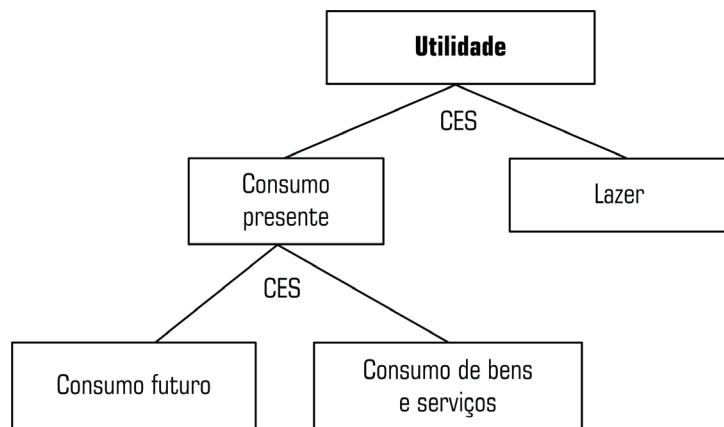 Utilidade
CES
Consumo
presente
Lazer
CES
Consumo futuro
Consumo de bens
e serviços